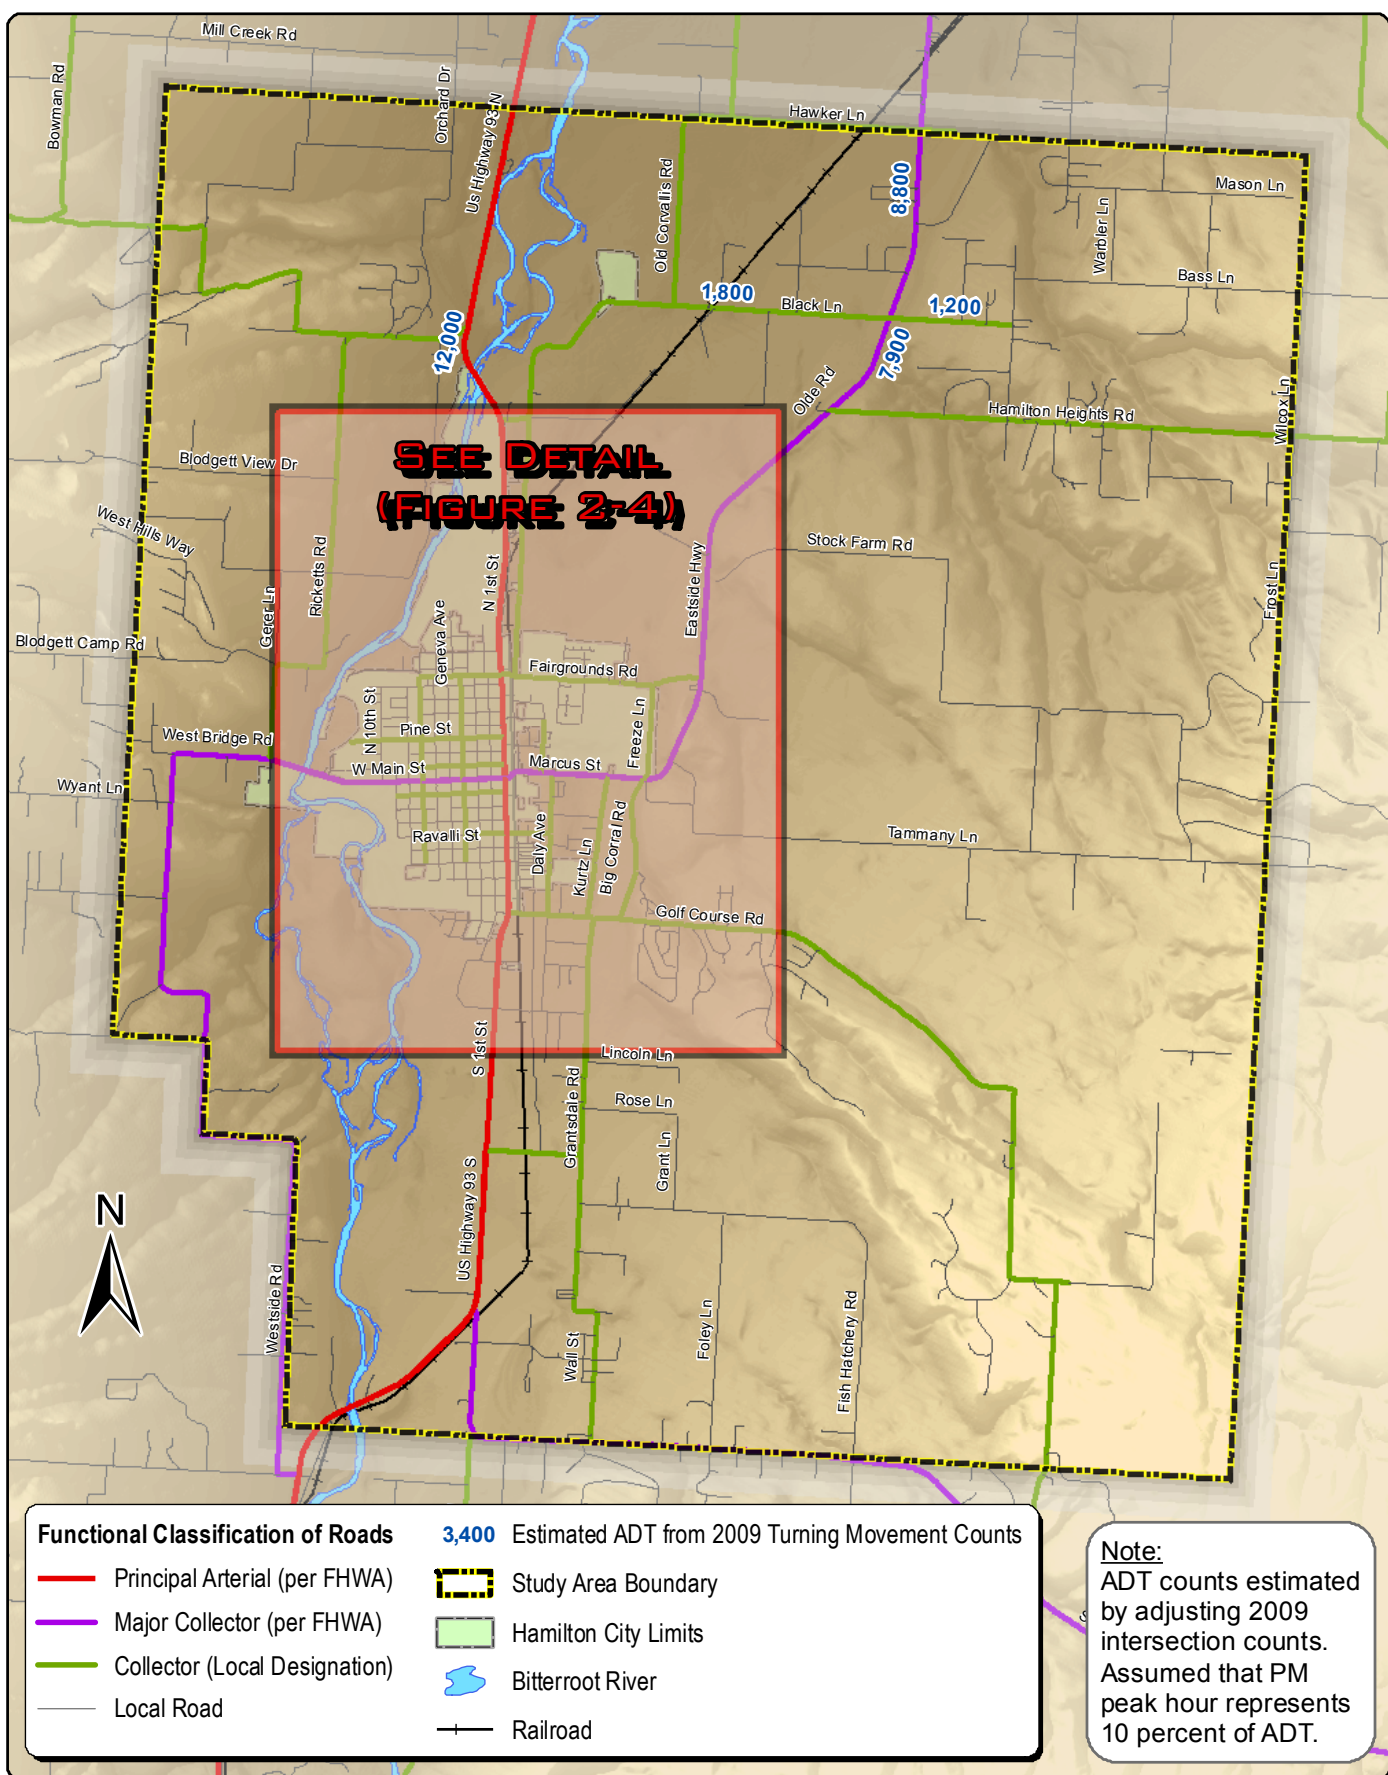 Mill Creek Rd
Bowman Rd
Orchard Dr
Us Highway 93 N
Hawker Ln
Old Corvallis Rd
8,800
Mason Ln
Warbler Ln
Bass Ln
1,800
Black Ln
1,200
12,000
7,900
Olde Rd
Hamilton Heights Rd
Wilcox Ln
See Detail
(Figure 2-4)
Blodgett View Dr
West Hills Way
Ricketts Rd
N 1st St
Eastside Hwy
Stock Farm Rd
Frost Ln
Gerer Ln
Geneva Ave
Blodgett Camp Rd
Fairgrounds Rd
N 10th St
Freeze Ln
West Bridge Rd
Pine St
W Main St
Marcus St
Wyant Ln
Ravalli St
Daly Ave
Kurtz Ln
Big Corral Rd
Tammany Ln
Golf Course Rd
S 1st St
Lincoln Ln
Grantsdale Rd
Rose Ln
Grant Ln
US Highway 93 S
N
Westside Rd
Wall St
Foley Ln
Fish Hatchery Rd
Functional Classification of Roads
Principal Arterial (per FHWA)
Major Collector (per FHWA)
Collector (Local Designation)
Local Road
3,400 Estimated ADT from 2009 Turning Movement Counts
Study Area Boundary
Hamilton City Limits
Bitterroot River
Railroad
Note:
ADT counts estimated
by adjusting 2009
intersection counts.
Assumed that PM
peak hour represents
10 percent of ADT.